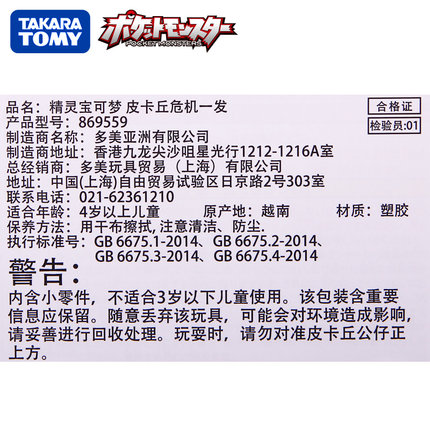 TAKARA TOMY
ポケットモンスター
POCKET MONSTERS
品名：精灵宝可梦 皮卡丘危机一发
产品型号：869559
制造商名称：多美亚洲有限公司
制造商地址：香港九龙尖沙咀星光行1212-1216A室
总经销商：多美玩具贸易（上海）有限公司
地址：中国(上海)自由贸易试验区日京路2号303室
联系电话：021-62361210
适合年龄：4岁以上儿童 原产地：越南 材质：塑胶
保养方法：用干布擦拭, 注意清洁、防尘.
执行标准号：GB 6675.1-2014、GB 6675.2-2014、
GB 6675.3-2014、GB 6675.4-2014
合格证
检验员:01
警告：
内含小零件，不适合3岁以下儿童使用。该包装含重要
信息应保留。随意丢弃该玩具，可能会对环境造成影响，
请妥善进行回收处理。玩耍时，请勿对准皮卡丘公仔正
上方。